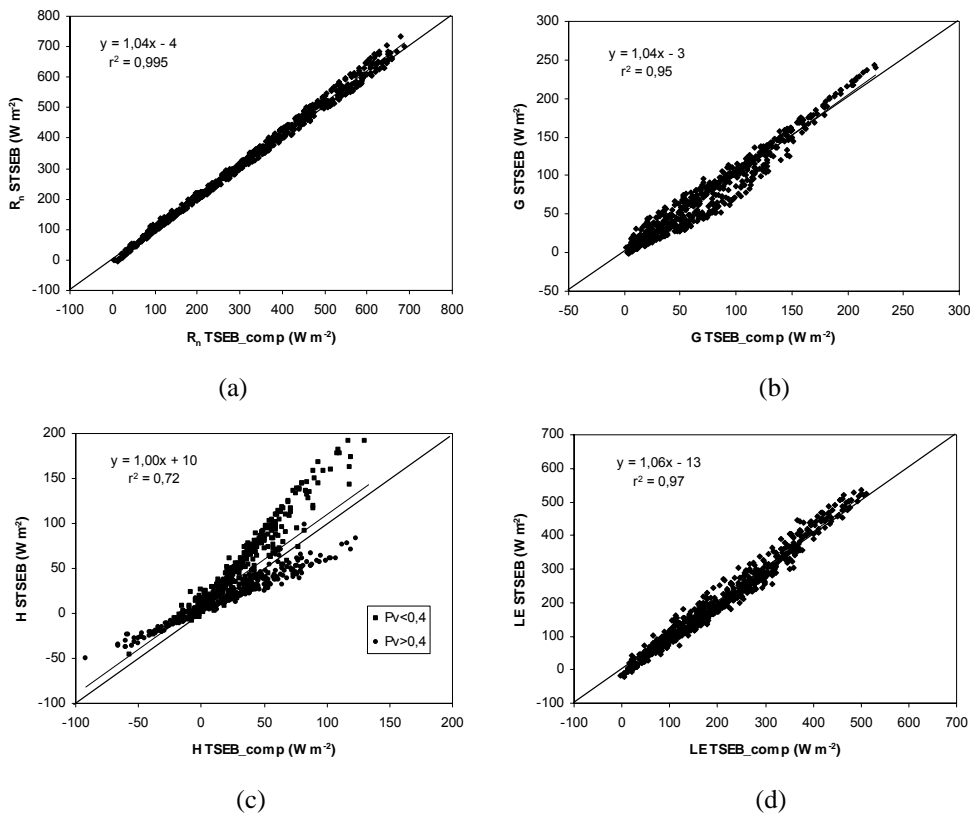 800
700
600
500
400
300
200
100
0
-100
y = 1,04x - 4
r² = 0,995
Rn STSEB (W m⁻²)
-100 0 100 200 300 400 500 600 700 800
Rn TSEB_comp (W m⁻²)
(a)
300
250
200
150
100
50
0
-50
y = 1,04x - 3
r² = 0,95
G STSEB (W m⁻²)
-50 0 50 100 150 200 250 300
G TSEB_comp (W m⁻²)
(b)
200
150
100
50
0
-50
-100
y = 1,00x + 10
r² = 0,72
H STSEB (W m⁻²)
Pv<0,4
Pv>0,4
-100 -50 0 50 100 150 200
H TSEB_comp (W m⁻²)
(c)
700
600
500
400
300
200
100
0
-100
y = 1,06x - 13
r² = 0,97
LE STSEB (W m⁻²)
-100 0 100 200 300 400 500 600 700
LE TSEB_comp (W m⁻²)
(d)